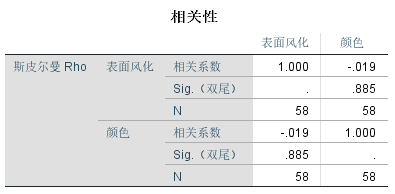 相关性
表面风化 颜色
斯皮尔曼 Rho 表面风化 相关系数 1.000 -.019
Sig.（双尾） . .885
N 58 58
颜色 相关系数 -.019 1.000
Sig.（双尾） .885 .
N 58 58